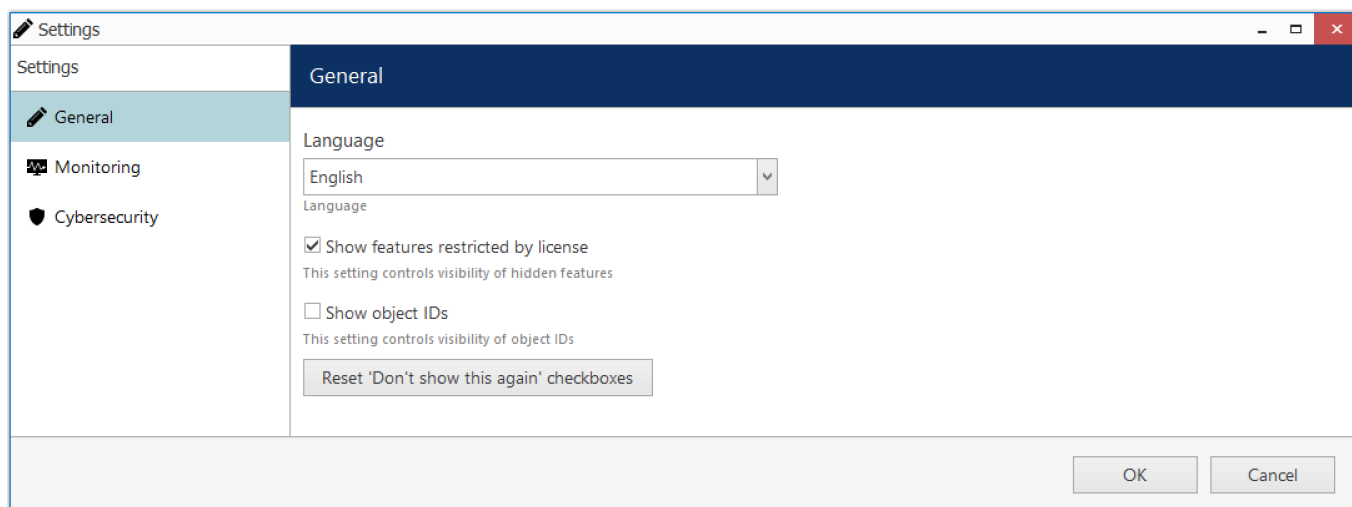 Settings
Settings
General
Monitoring
Cybersecurity
General
Language
English
Language
Show features restricted by license
This setting controls visibility of hidden features
Show object IDs
This setting controls visibility of object IDs
Reset 'Don't show this again' checkboxes
OK
Cancel